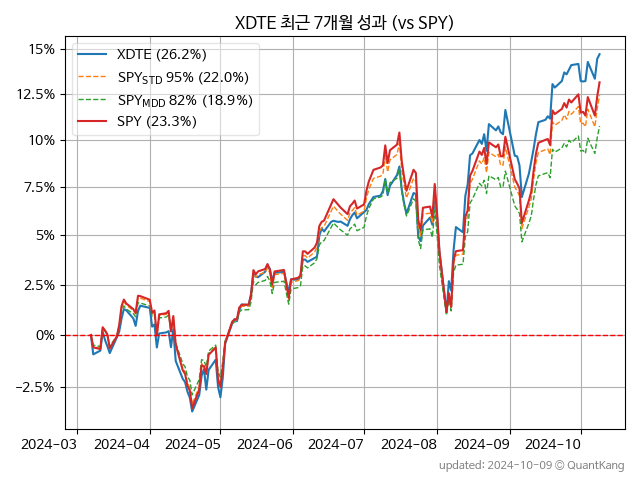 XDTE 최근 7개월 성과 (vs SPY)
XDTE (26.2%)
SPY_STD 95% (22.0%)
SPY_MDD 82% (18.9%)
SPY (23.3%)
15%
12.5%
10%
7.5%
5%
2.5%
0%
−2.5%
2024-03 2024-04 2024-05 2024-06 2024-07 2024-08 2024-09 2024-10
updated: 2024-10-09 © QuantKang